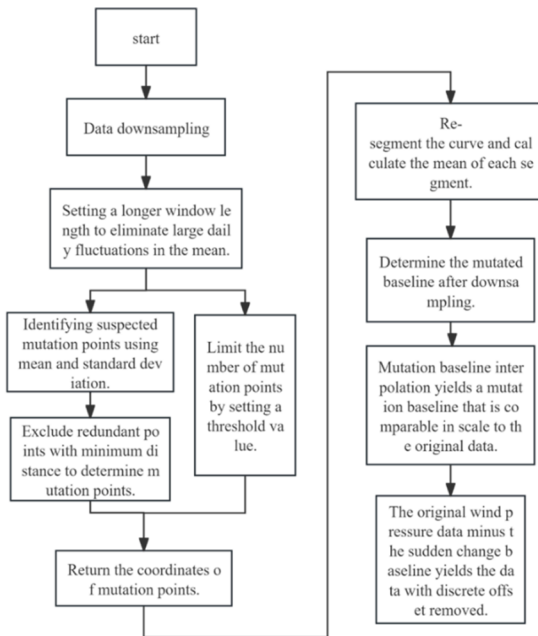 start
Data downsampling
Setting a longer window le
ngth to eliminate large dail
y fluctuations in the mean.
Identifying suspected
mutation points using
mean and standard dev
iation.
Limit the nu
mber of mut
ation points
by setting a
threshold va
lue.
Exclude redundant po
ints with minimum di
stance to determine m
utation points.
Return the coordinates o
f mutation points.
Re-
segment the curve and cal
culate the mean of each se
gment.
Determine the mutated
baseline after downsa
mpling.
Mutation baseline inter
polation yields a mutat
ion baseline that is co
mparable in scale to th
e original data.
The original wind p
ressure data minus t
he sudden change b
aseline yields the da
ta with discrete offs
et removed.